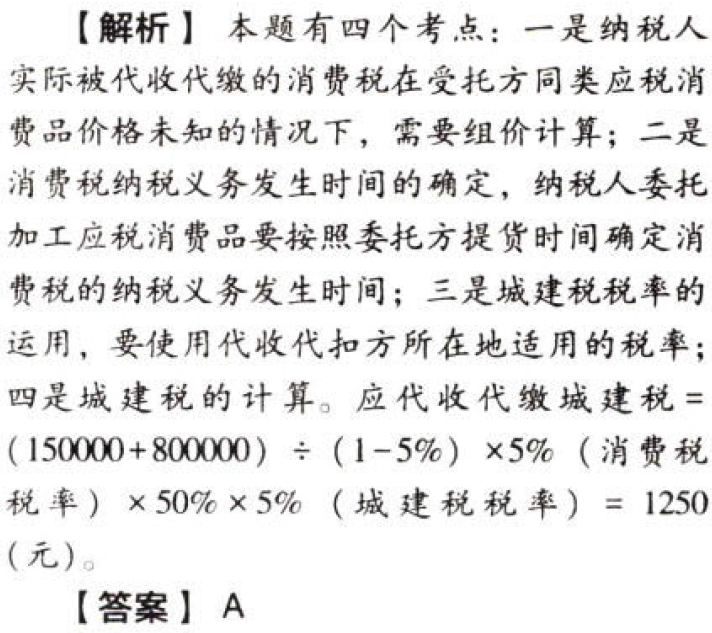 【解析】 本题有四个考点：一是纳税人
实际被代收代缴的消费税在受托方同类应税消
费品价格未知的情况下，需要组价计算；二是
消费税纳税义务发生时间的确定，纳税人委托
加工应税消费品要按照委托方提货时间确定消
费税的纳税义务发生时间；三是城建税税率的
运用，要使用代收代扣方所在地适用的税率；
四是城建税的计算。应代收代缴城建税=
(150000+800000) ÷ (1-5%) ×5% (消费税
税率) ×50%×5% (城建税税率) = 1250
(元)。
【答案】 A